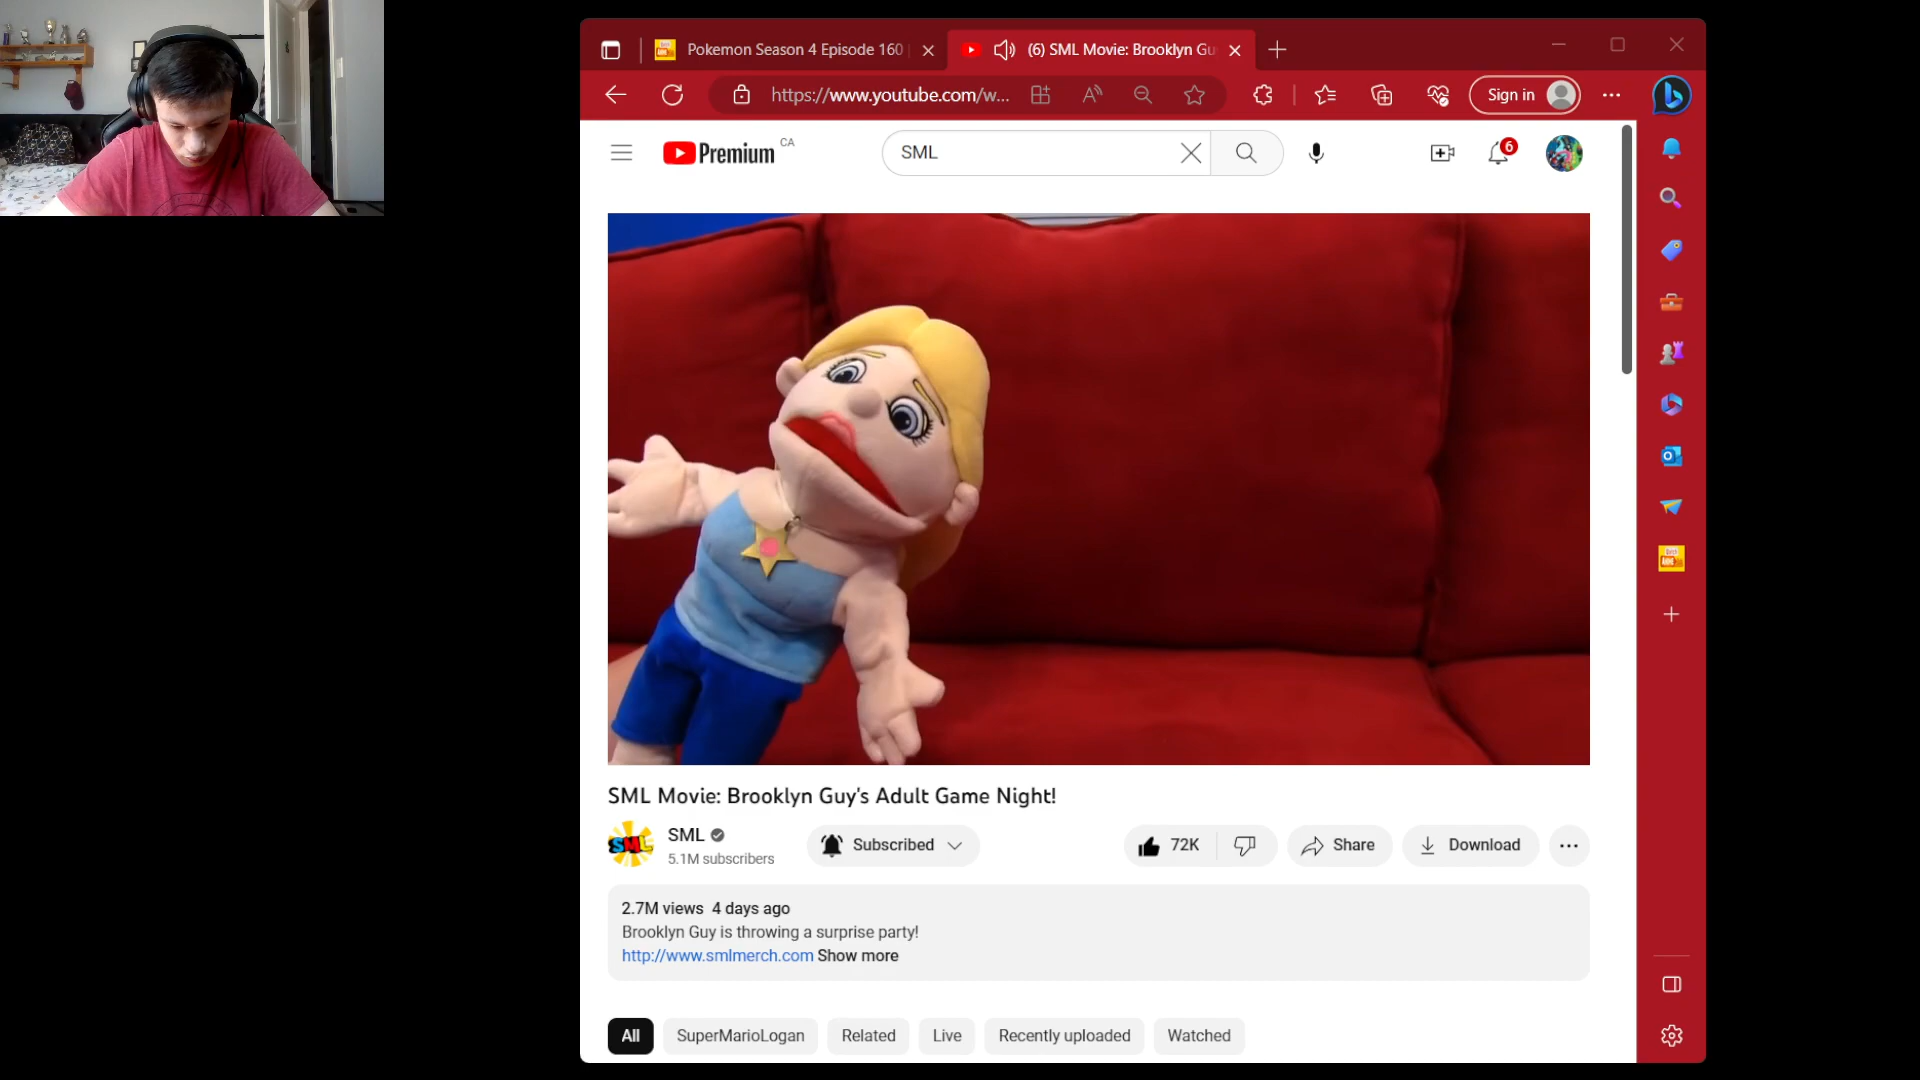 Pokemon Season 4 Episode 160
(6) SML Movie: Brooklyn Gu
https://www.youtube.com/w...
Sign in
Premium CA
SML
6
SML Movie: Brooklyn Guy's Adult Game Night!
SML
SML
5.1M subscribers
Subscribed
72K
Share
Download
2.7M views 4 days ago
Brooklyn Guy is throwing a surprise party!
http://www.smlmerch.com Show more
All
SuperMarioLogan
Related
Live
Recently uploaded
Watched